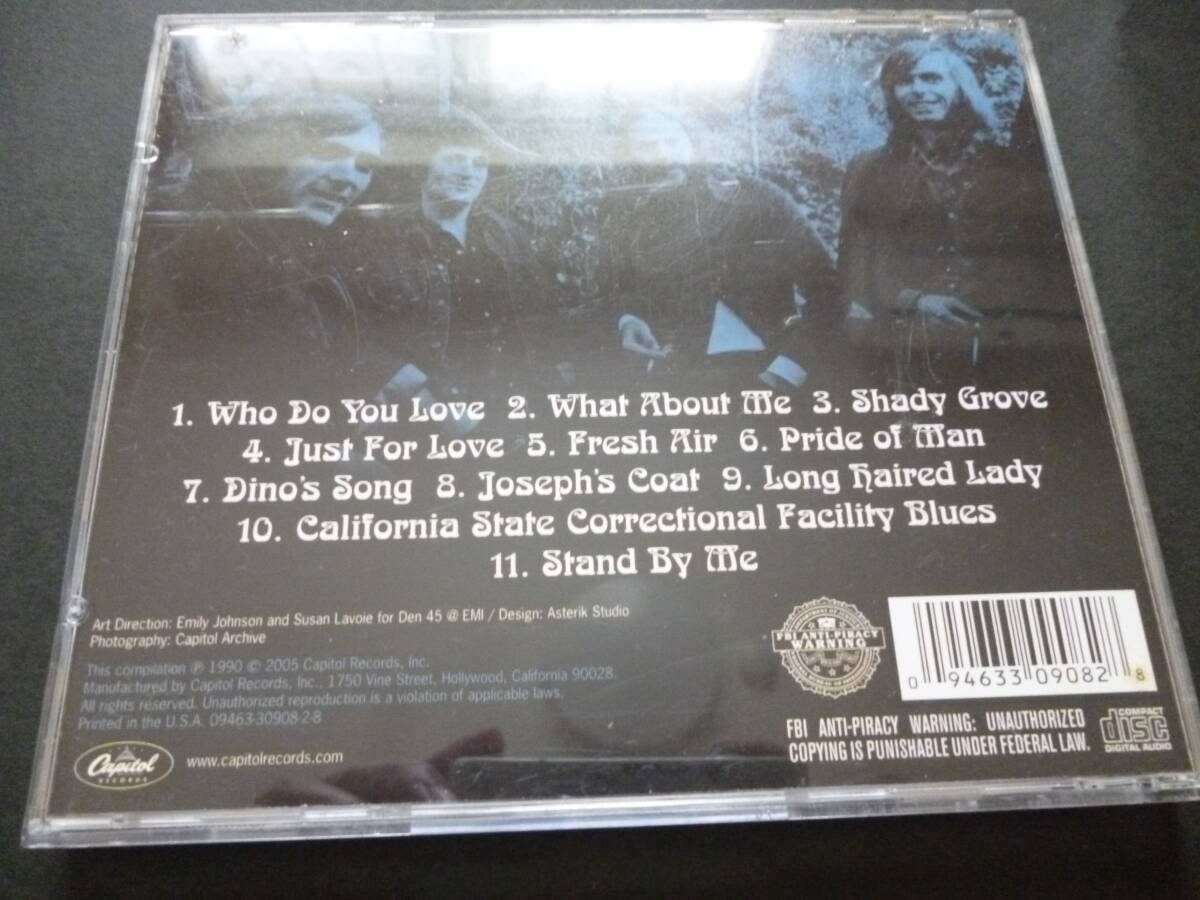 1. Who Do You Love 2. What About Me 3. Shady Grove
4. Just For Love 5. Fresh Air 6. Pride of Man
7. Dino's Song 8. Joseph's Coat 9. Long Haired Lady
10. California State Correctional Facility Blues
11. Stand By Me
Art Direction: Emily Johnson and Susan Lavoie for Den 45 @ EMI / Design: Asterik Studio
Photography: Capitol Archive
This compilation ℗ 1990 © 2005 Capitol Records, Inc.
Manufactured by Capitol Records, Inc., 1750 Vine Street, Hollywood, California 90028.
All rights reserved. Unauthorized reproduction is a violation of applicable laws.
Printed in the U.S.A. 09463-30908-2-8
Capitol
RECORDS
www.capitolrecords.com
FBI ANTI-PIRACY
WARNING
0 94633 09082 8
FBI ANTI-PIRACY WARNING: UNAUTHORIZED
COPYING IS PUNISHABLE UNDER FEDERAL LAW.
COMPACT
disc
DIGITAL AUDIO